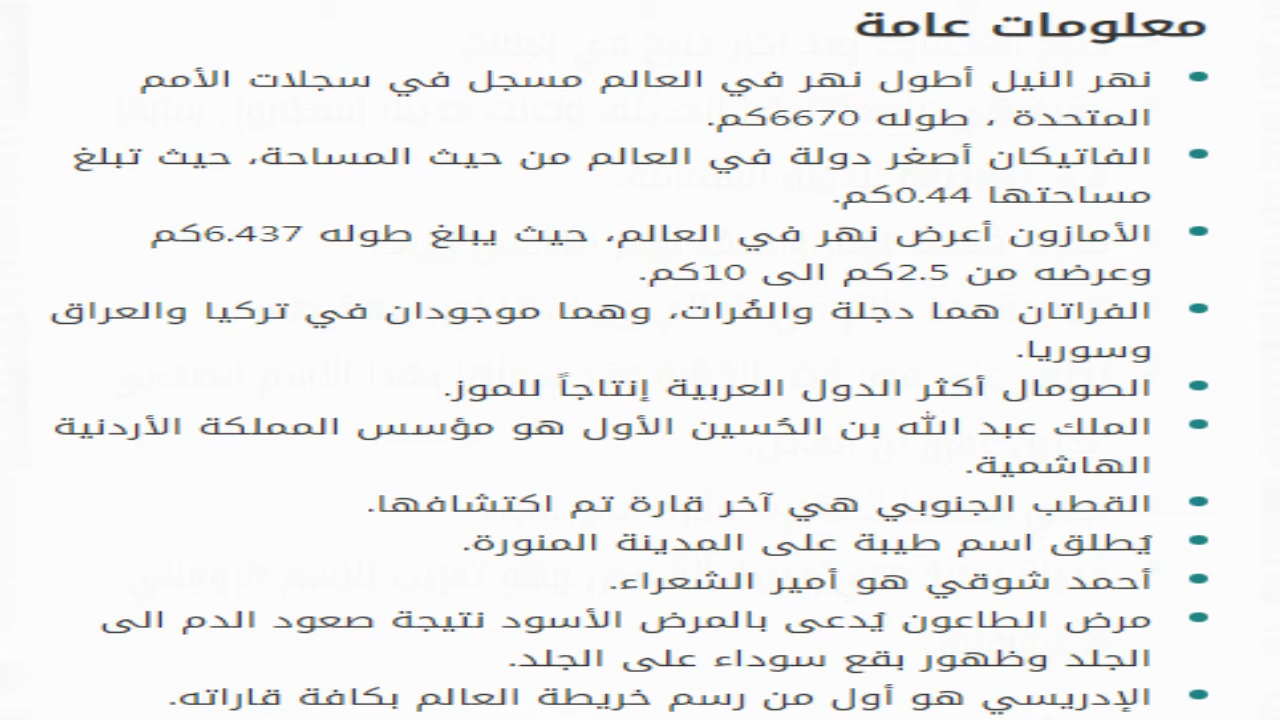 معلومات عامة
نهر النيل أطول نهر في العالم مسجل في سجلات الأمم
المتحدة ، طوله 6670كم.
الفاتيكان أصغر دولة في العالم من حيث المساحة، حيث تبلغ
مساحتها 0.44كم.
الأمازون أعرض نهر في العالم، حيث يبلغ طوله 6.437كم
وعرضه من 2.5كم الى 10كم.
الفراتان هما دجلة والفُرات، وهما موجودان في تركيا والعراق
وسوريا.
الصومال أكثر الدول العربية إنتاجاً للموز.
الملك عبد الله بن الحُسين الأول هو مؤسس المملكة الأردنية
الهاشمية.
القطب الجنوبي هي آخر قارة تم اكتشافها.
يُطلق اسم طيبة على المدينة المنورة.
أحمد شوقي هو أمير الشعراء.
مرض الطاعون يُدعى بالمرض الأسود نتيجة صعود الدم الى
الجلد وظهور بقع سوداء على الجلد.
الإدريسي هو أول من رسم خريطة العالم بكافة قاراته.